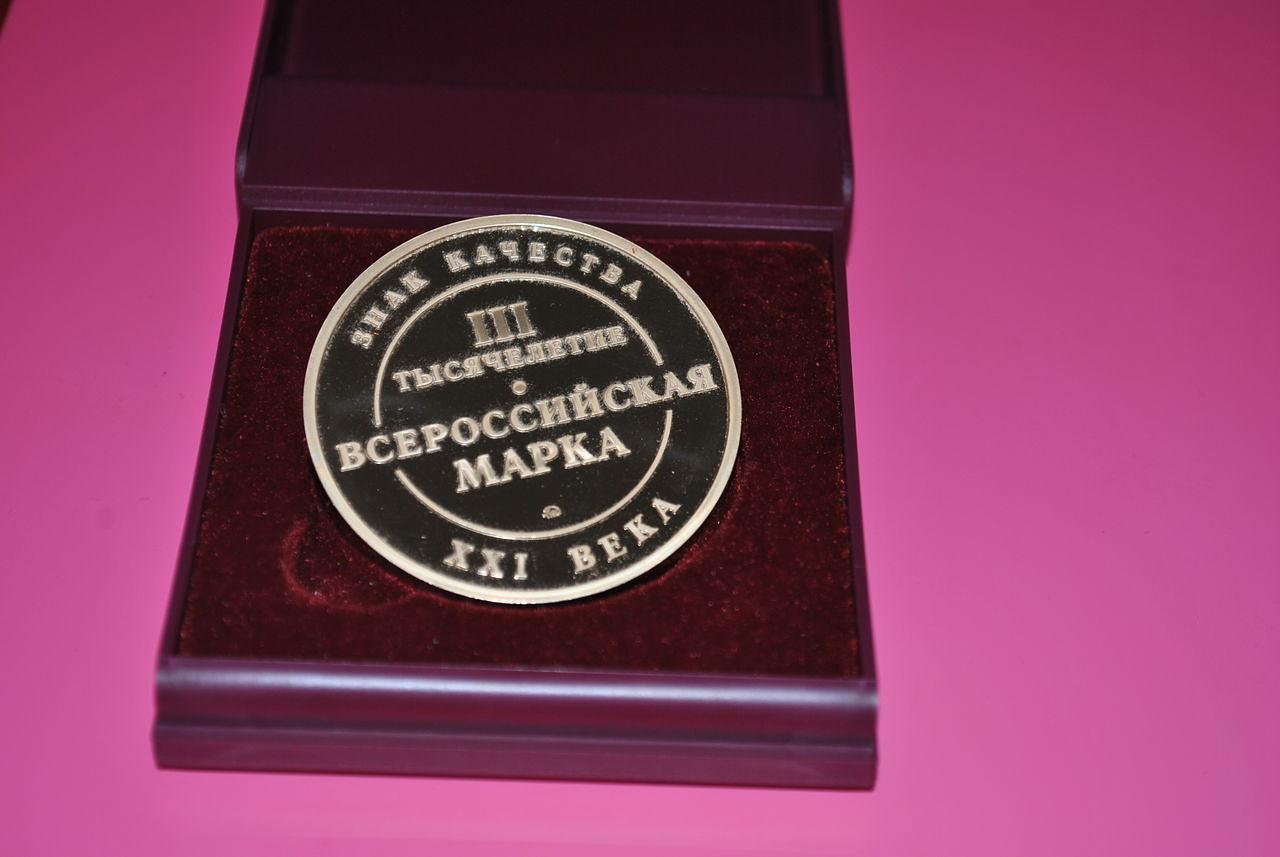 ЗНАК КАЧЕСТВА
III
ТЫСЯЧЕЛЕТИЕ
ВСЕРОССИЙСКАЯ
МАРКА
XXI ВЕКА